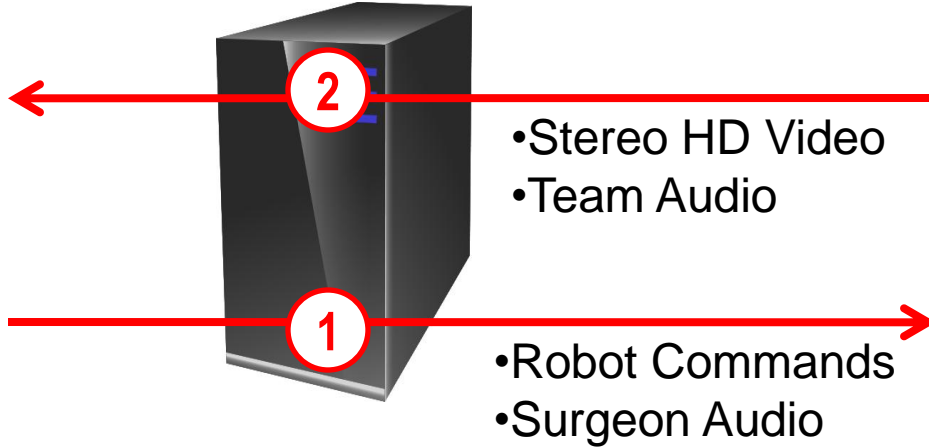 2
•Stereo HD Video
•Team Audio
1
•Robot Commands
•Surgeon Audio